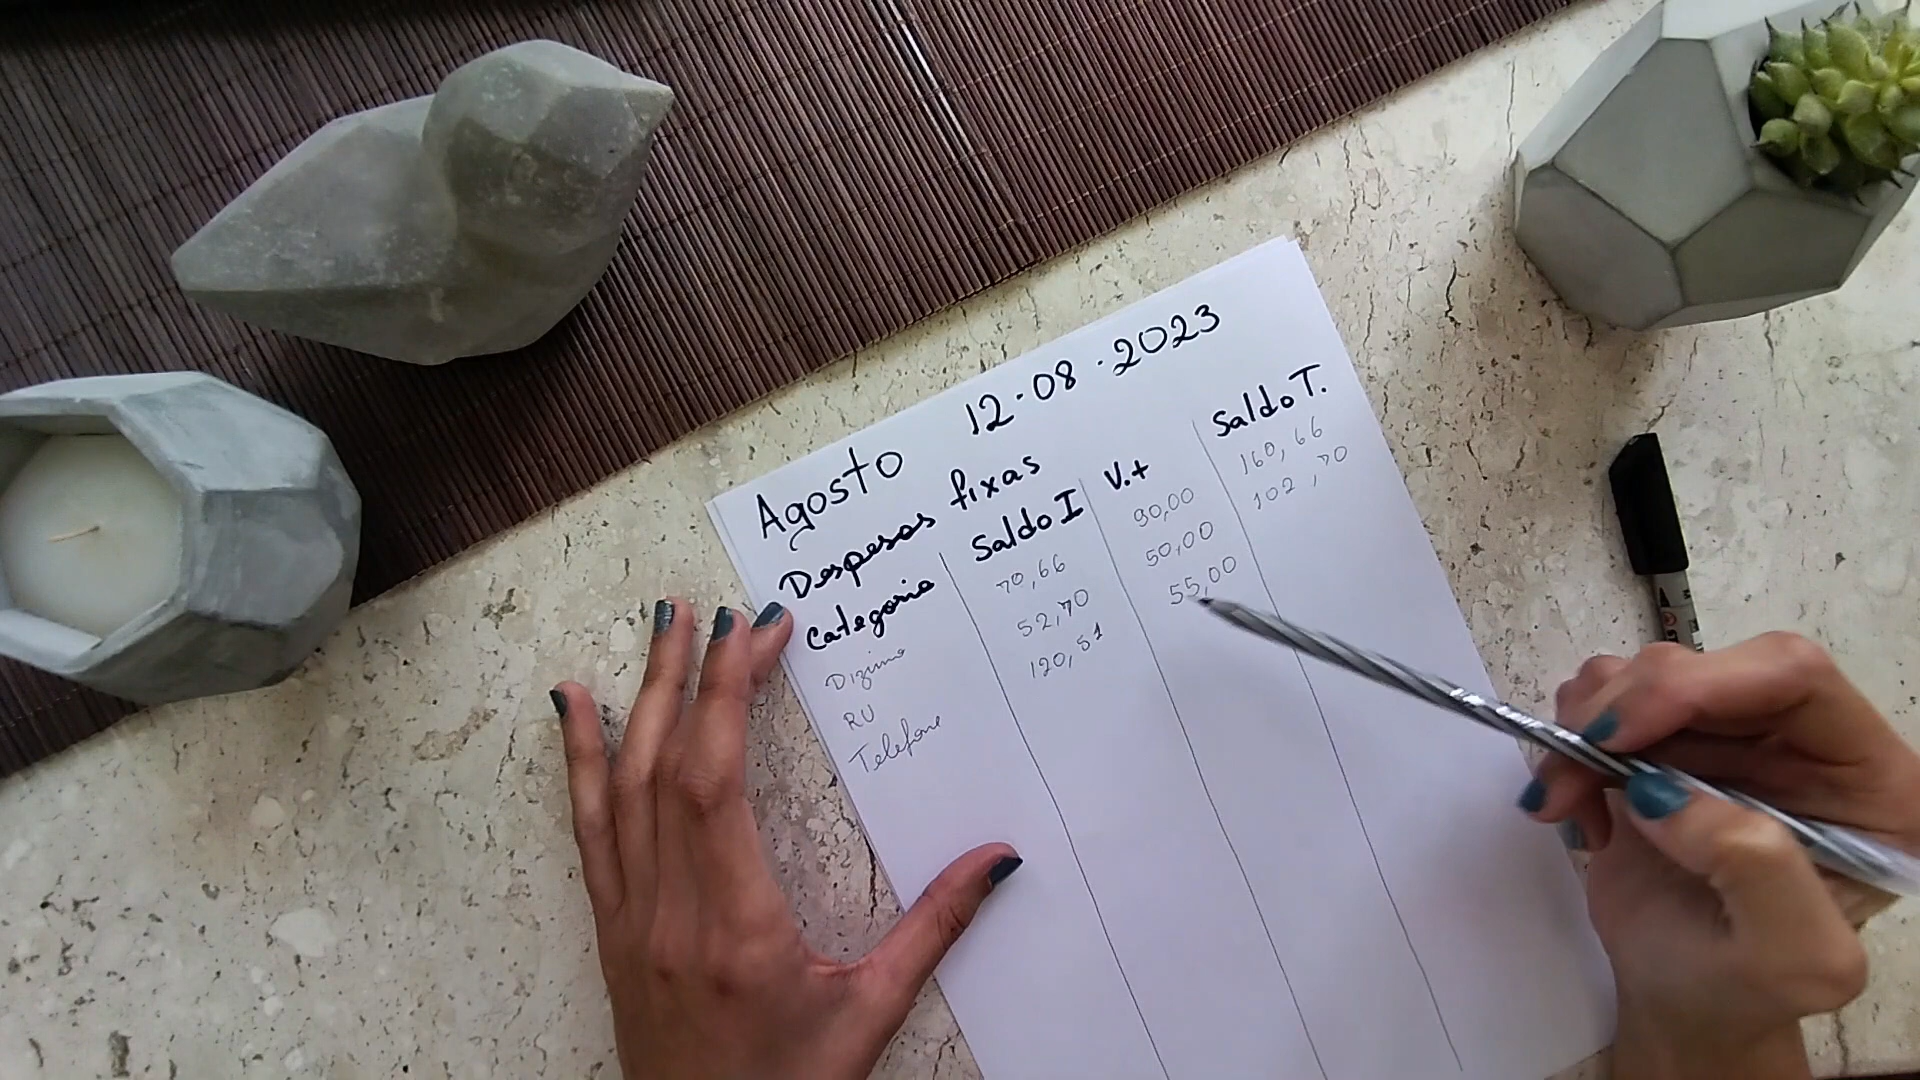 Agosto 12.08.2023
Despesas fixas
Categoria Saldo I V.+ Saldo T.
Dizimo 70,66 90,00 160,66
RU 52,70 50,00 102,70
Telefone 120,51 55,00